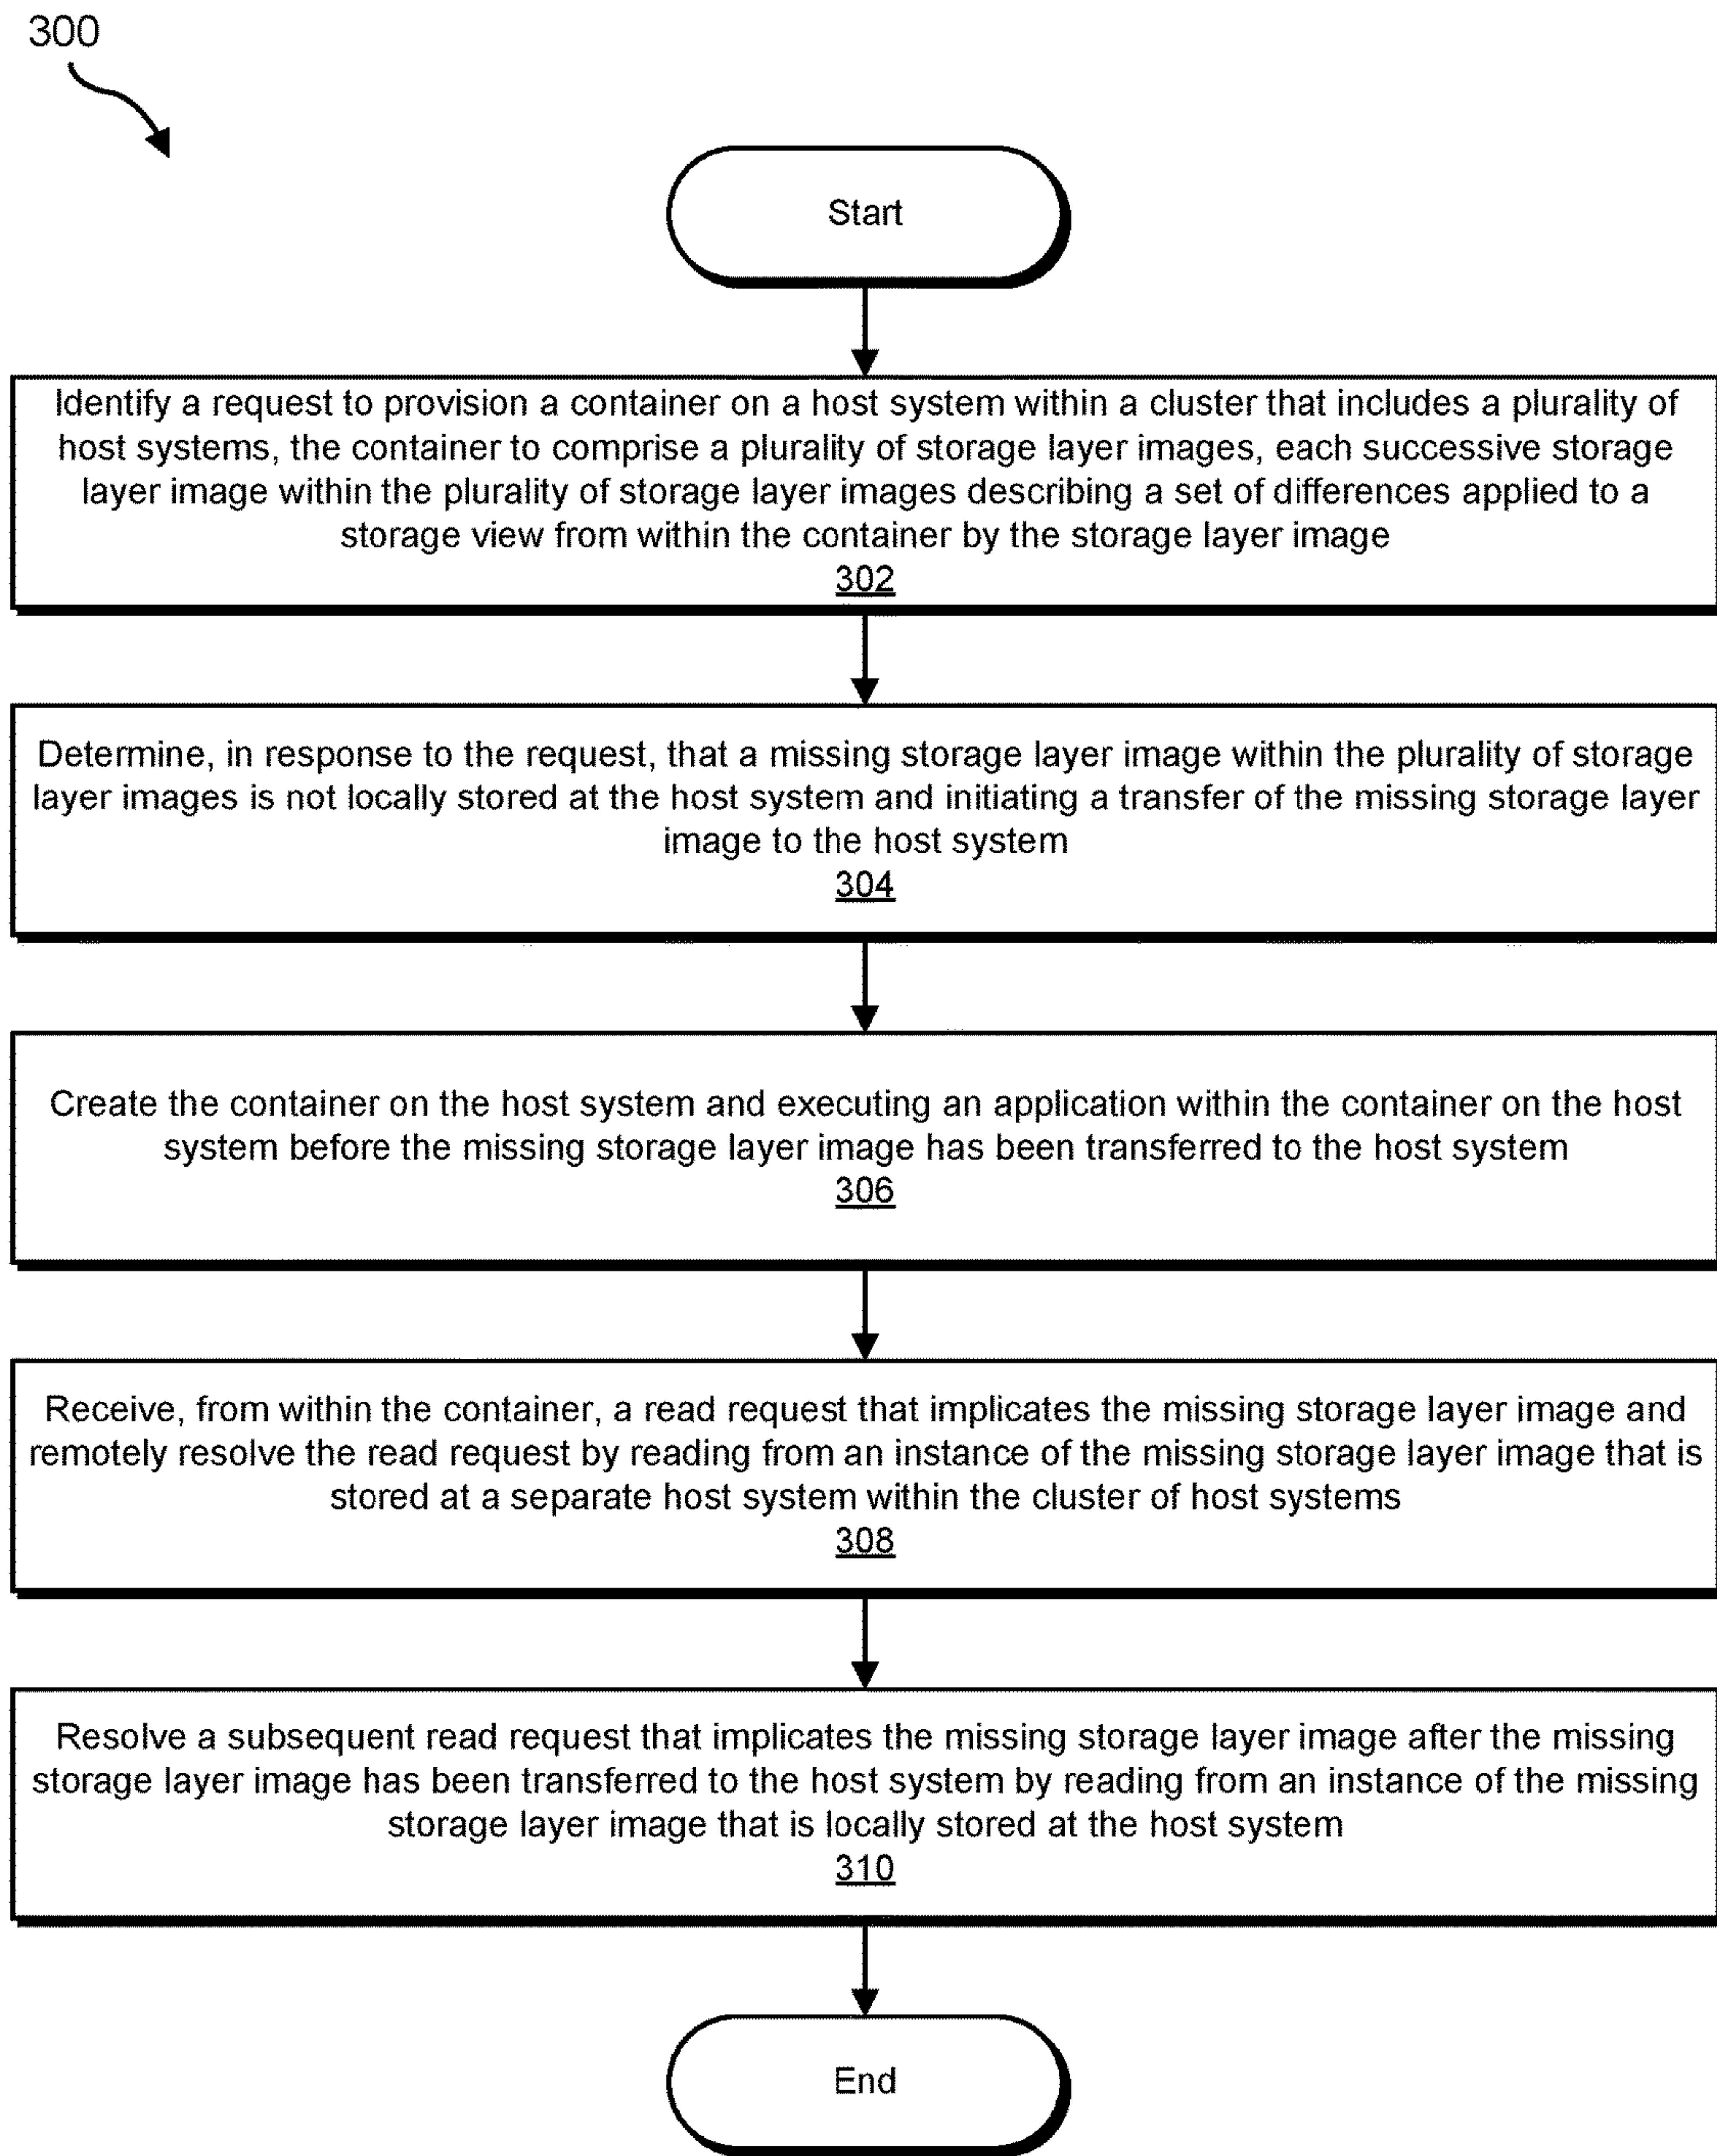 300
Start
Identify a request to provision a container on a host system within a cluster that includes a plurality of
host systems, the container to comprise a plurality of storage layer images, each successive storage
layer image within the plurality of storage layer images describing a set of differences applied to a
storage view from within the container by the storage layer image
302
Determine, in response to the request, that a missing storage layer image within the plurality of storage
layer images is not locally stored at the host system and initiating a transfer of the missing storage layer
image to the host system
304
Create the container on the host system and executing an application within the container on the host
system before the missing storage layer image has been transferred to the host system
306
Receive, from within the container, a read request that implicates the missing storage layer image and
remotely resolve the read request by reading from an instance of the missing storage layer image that is
stored at a separate host system within the cluster of host systems
308
Resolve a subsequent read request that implicates the missing storage layer image after the missing
storage layer image has been transferred to the host system by reading from an instance of the missing
storage layer image that is locally stored at the host system
310
End